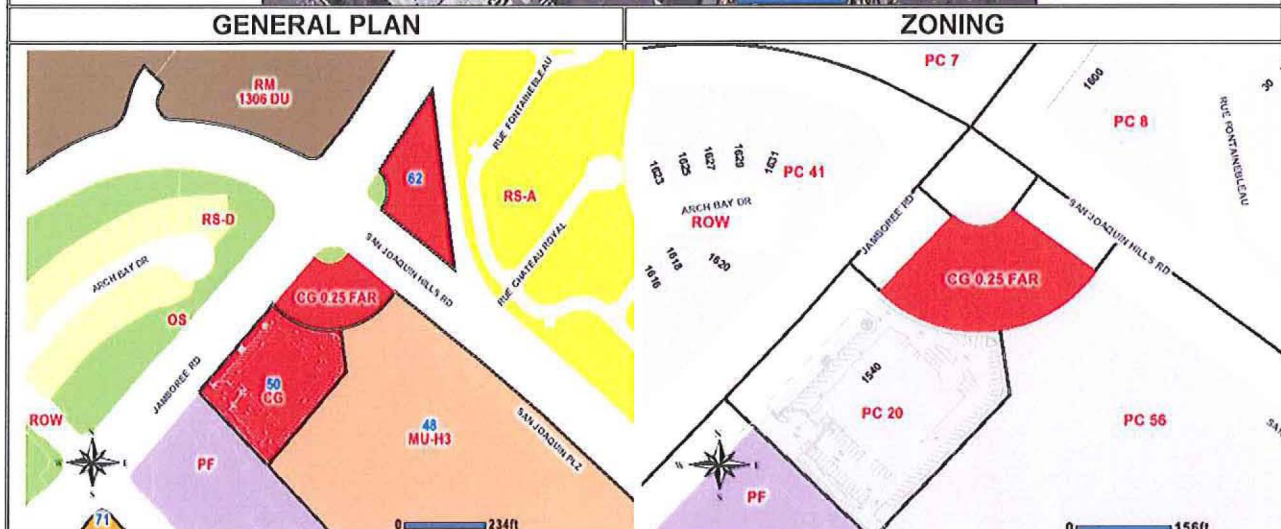 GENERAL PLAN
ZONING
RM
1306 DU
62
RUE FONTAINEBLEAU
RS-A
RS-D
ARCH BAY DR
SAN JOAQUIN HILLS RD
RUE CHATEAU ROYAL
CG 0.25 FAR
OS
JAMBOREE RD
50
CG
ROW
48
MU-H3
SAN JOAQUIN PLZ
W
E
N
S
PF
71
0 234ft
PC 7
1600
30
PC 8
RUE FONTAINEBLEAU
1623
1625
1627
1629
1631
PC 41
ARCH BAY DR
ROW
JAMBOREE RD
SAN JOAQUIN HILLS RD
1616
1618
1620
CG 0.25 FAR
1540
PC 20
PC 56
SAN
N
W
E
S
PF
0 156ft